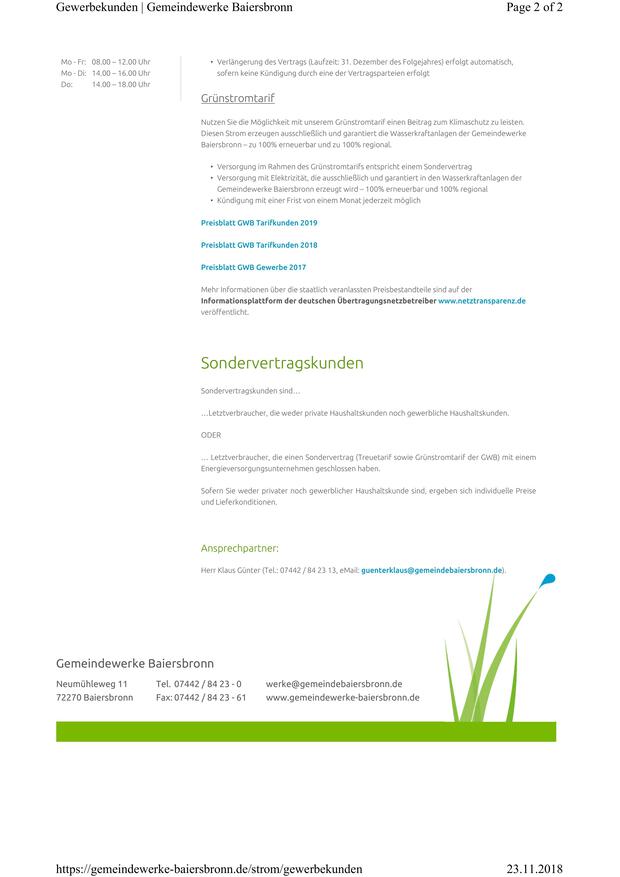 Gewerbekunden | Gemeindewerke Baiersbronn Page 2 of 2
Mo - Fr: 08.00 – 12.00 Uhr
Mo - Di: 14.00 – 16.00 Uhr
Do: 14.00 – 18.00 Uhr
• Verlängerung des Vertrags (Laufzeit: 31. Dezember des Folgejahres) erfolgt automatisch,
sofern keine Kündigung durch eine der Vertragsparteien erfolgt
Grünstromtarif
Nutzen Sie die Möglichkeit mit unserem Grünstromtarif einen Beitrag zum Klimaschutz zu leisten.
Diesen Strom erzeugen ausschließlich und garantiert die Wasserkraftanlagen der Gemeindewerke
Baiersbronn – zu 100% erneuerbar und zu 100% regional.
• Versorgung im Rahmen des Grünstromtarifs entspricht einem Sondervertrag
• Versorgung mit Elektrizität, die ausschließlich und garantiert in den Wasserkraftanlagen der
Gemeindewerke Baiersbronn erzeugt wird – 100% erneuerbar und 100% regional
• Kündigung mit einer Frist von einem Monat jederzeit möglich
Preisblatt GWB Tarifkunden 2019
Preisblatt GWB Tarifkunden 2018
Preisblatt GWB Gewerbe 2017
Mehr Informationen über die staatlich veranlassten Preisbestandteile sind auf der
Informationsplattform der deutschen Übertragungsnetzbetreiber www.netztransparenz.de
veröffentlicht.
Sondervertragskunden
Sondervertragskunden sind…
…Letztverbraucher, die weder private Haushaltskunden noch gewerbliche Haushaltskunden.
ODER
… Letztverbraucher, die einen Sondervertrag (Treuetarif sowie Grünstromtarif der GWB) mit einem
Energieversorgungsunternehmen geschlossen haben.
Sofern Sie weder privater noch gewerblicher Haushaltskunde sind, ergeben sich individuelle Preise
und Lieferkonditionen.
Ansprechpartner:
Herr Klaus Günter (Tel.: 07442 / 84 23 13, eMail: guenterklaus@gemeindebaiersbronn.de).
Gemeindewerke Baiersbronn
Neumühleweg 11 Tel. 07442 / 84 23 - 0 werke@gemeindebaiersbronn.de
72270 Baiersbronn Fax: 07442 / 84 23 - 61 www.gemeindewerke-baiersbronn.de
https://gemeindewerke-baiersbronn.de/strom/gewerbekunden 23.11.2018